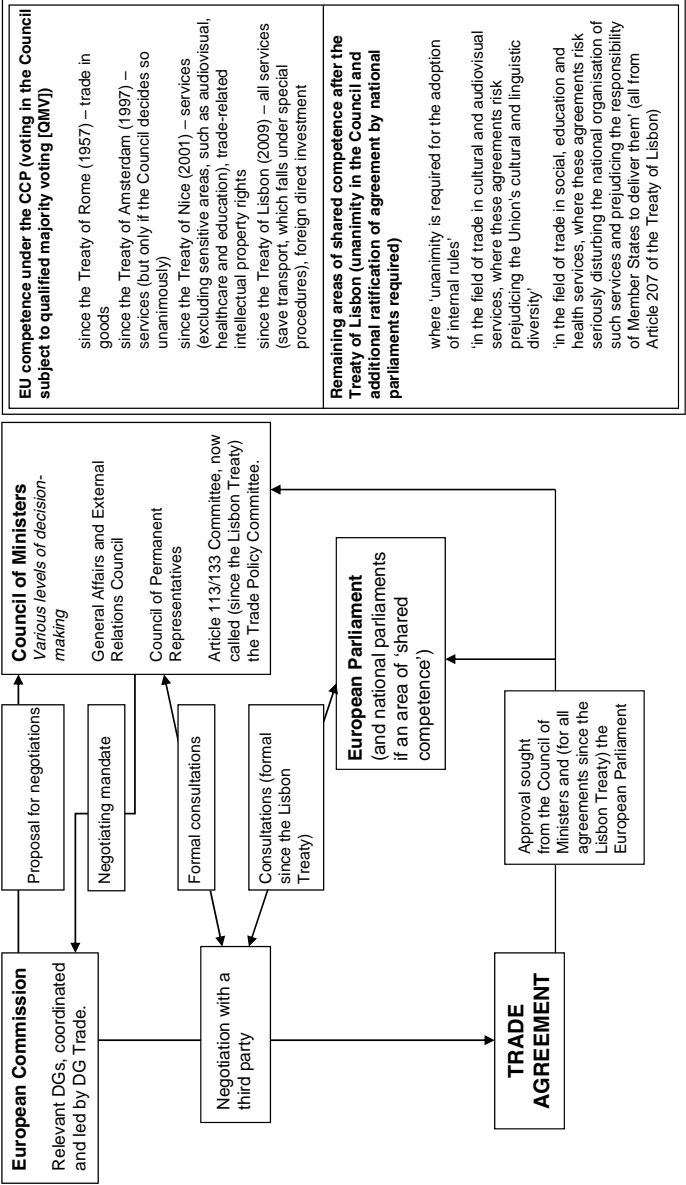 European Commission
Relevant DGs, coordinated
and led by DG Trade.
Proposal for negotiations
Negotiating mandate
Council of Ministers
Various levels of decision-
making
General Affairs and External
Relations Council
Council of Permanent
Representatives
Article 113/133 Committee, now
called (since the Lisbon Treaty)
the Trade Policy Committee.
Formal consultations
Negotiation with a
third party
Consultations (formal
since the Lisbon
Treaty)
European Parliament
(and national parliaments
if an area of ‘shared
competence’)
TRADE
AGREEMENT
Approval sought
from the Council of
Ministers and (for all
agreements since the
Lisbon Treaty) the
European Parliament
EU competence under the CCP (voting in the Council
subject to qualified majority voting [QMV])
since the Treaty of Rome (1957) – trade in
goods
since the Treaty of Amsterdam (1997) –
services (but only if the Council decides so
unanimously)
since the Treaty of Nice (2001) – services
(excluding sensitive areas, such as audiovisual,
healthcare and education), trade-related
intellectual property rights
since the Treaty of Lisbon (2009) – all services
(save transport, which falls under special
procedures), foreign direct investment
Remaining areas of shared competence after the
Treaty of Lisbon (unanimity in the Council and
additional ratification of agreement by national
parliaments required)
where ‘unanimity is required for the adoption
of internal rules’
‘in the field of trade in cultural and audiovisual
services, where these agreements risk
prejudicing the Union’s cultural and linguistic
diversity’
‘in the field of trade in social, education and
health services, where these agreements risk
seriously disturbing the national organisation of
such services and prejudicing the responsibility
of Member States to deliver them’ (all from
Article 207 of the Treaty of Lisbon)